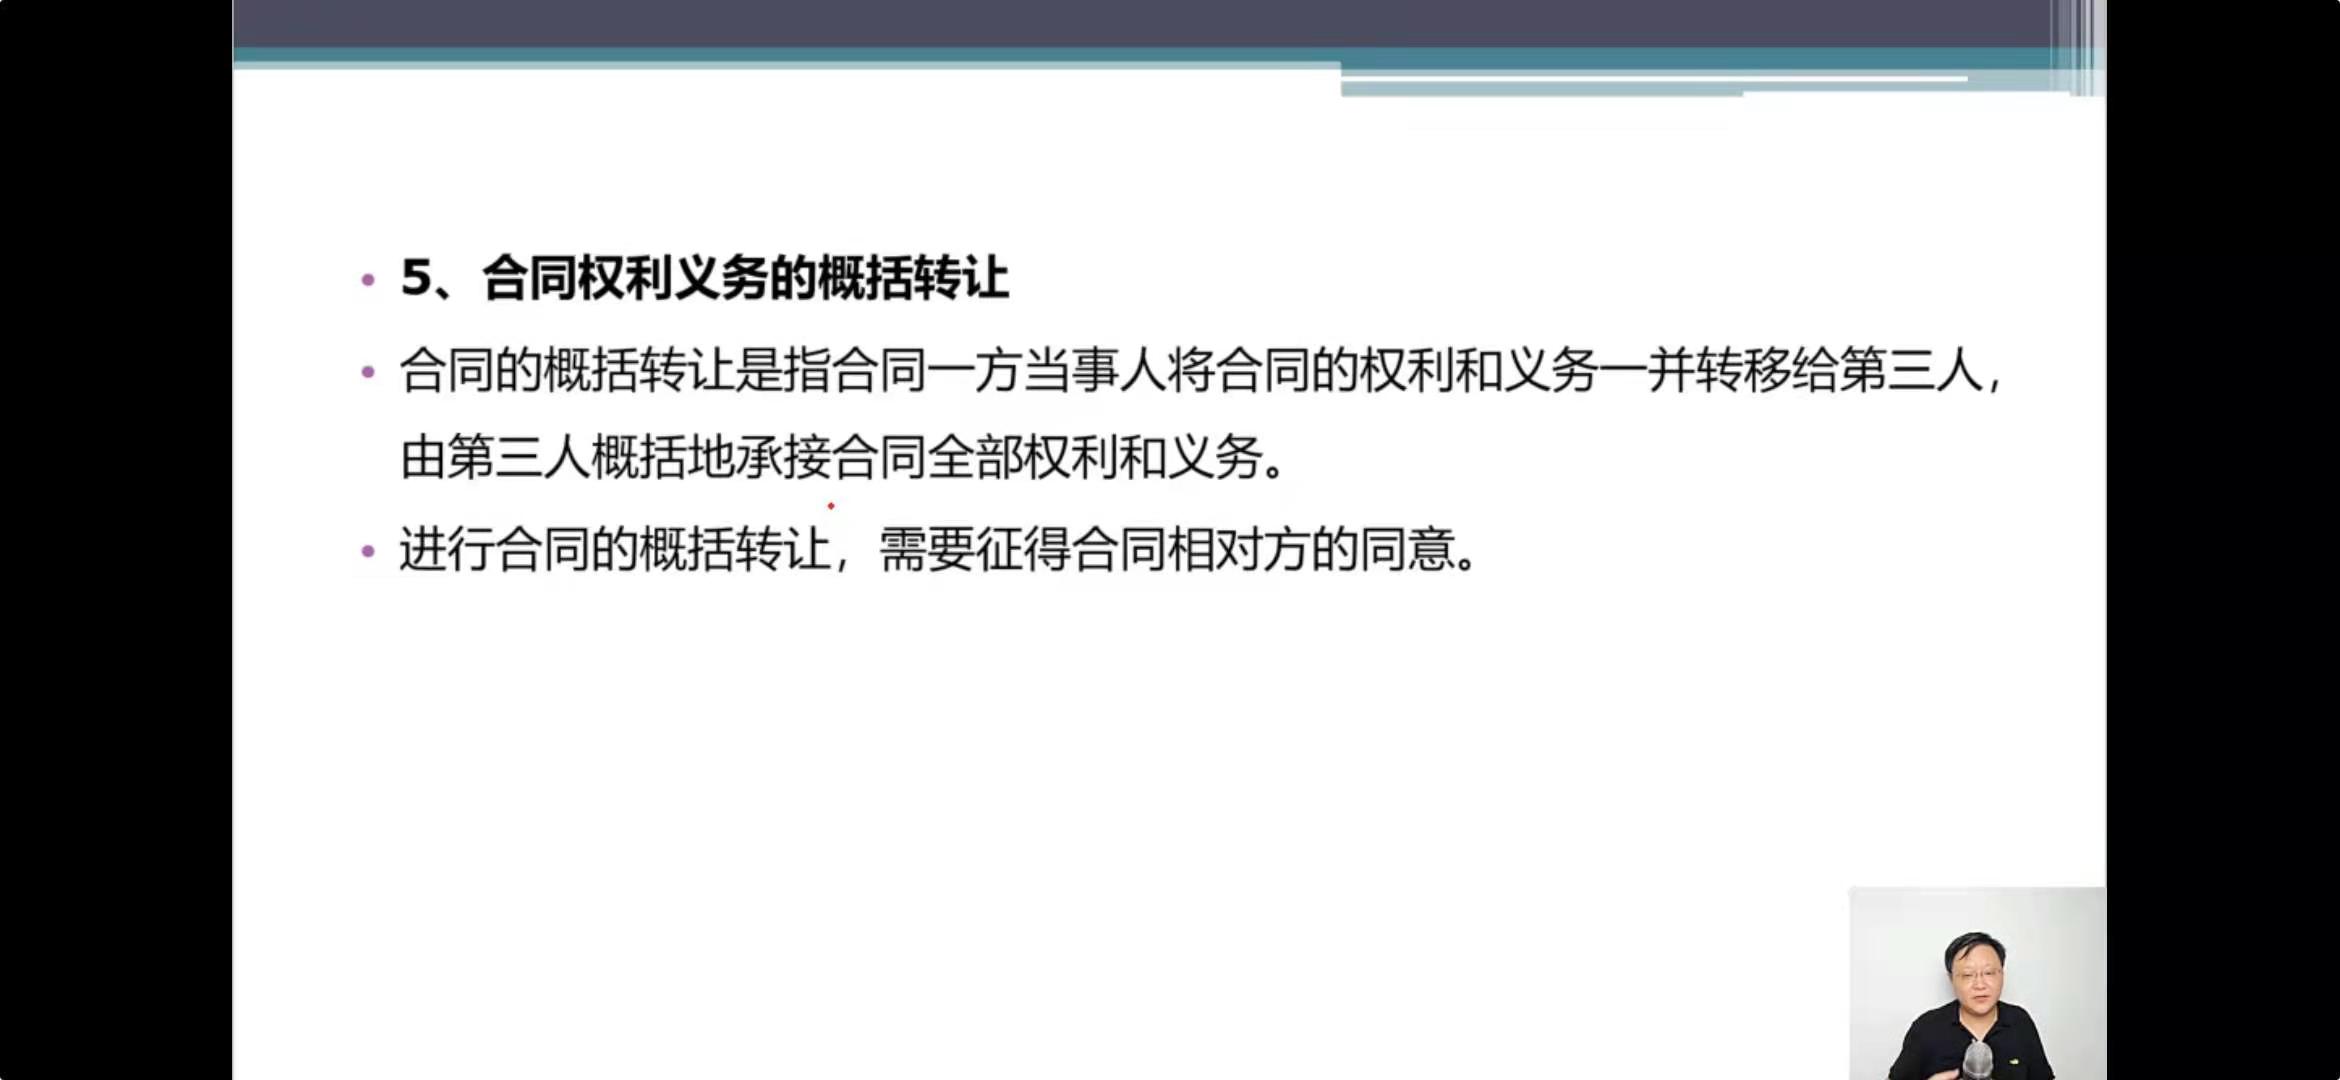 5、合同权利义务的概括转让
合同的概括转让是指合同一方当事人将合同的权利和义务一并转移给第三人，
由第三人概括地承接合同全部权利和义务。
进行合同的概括转让，需要征得合同相对方的同意。